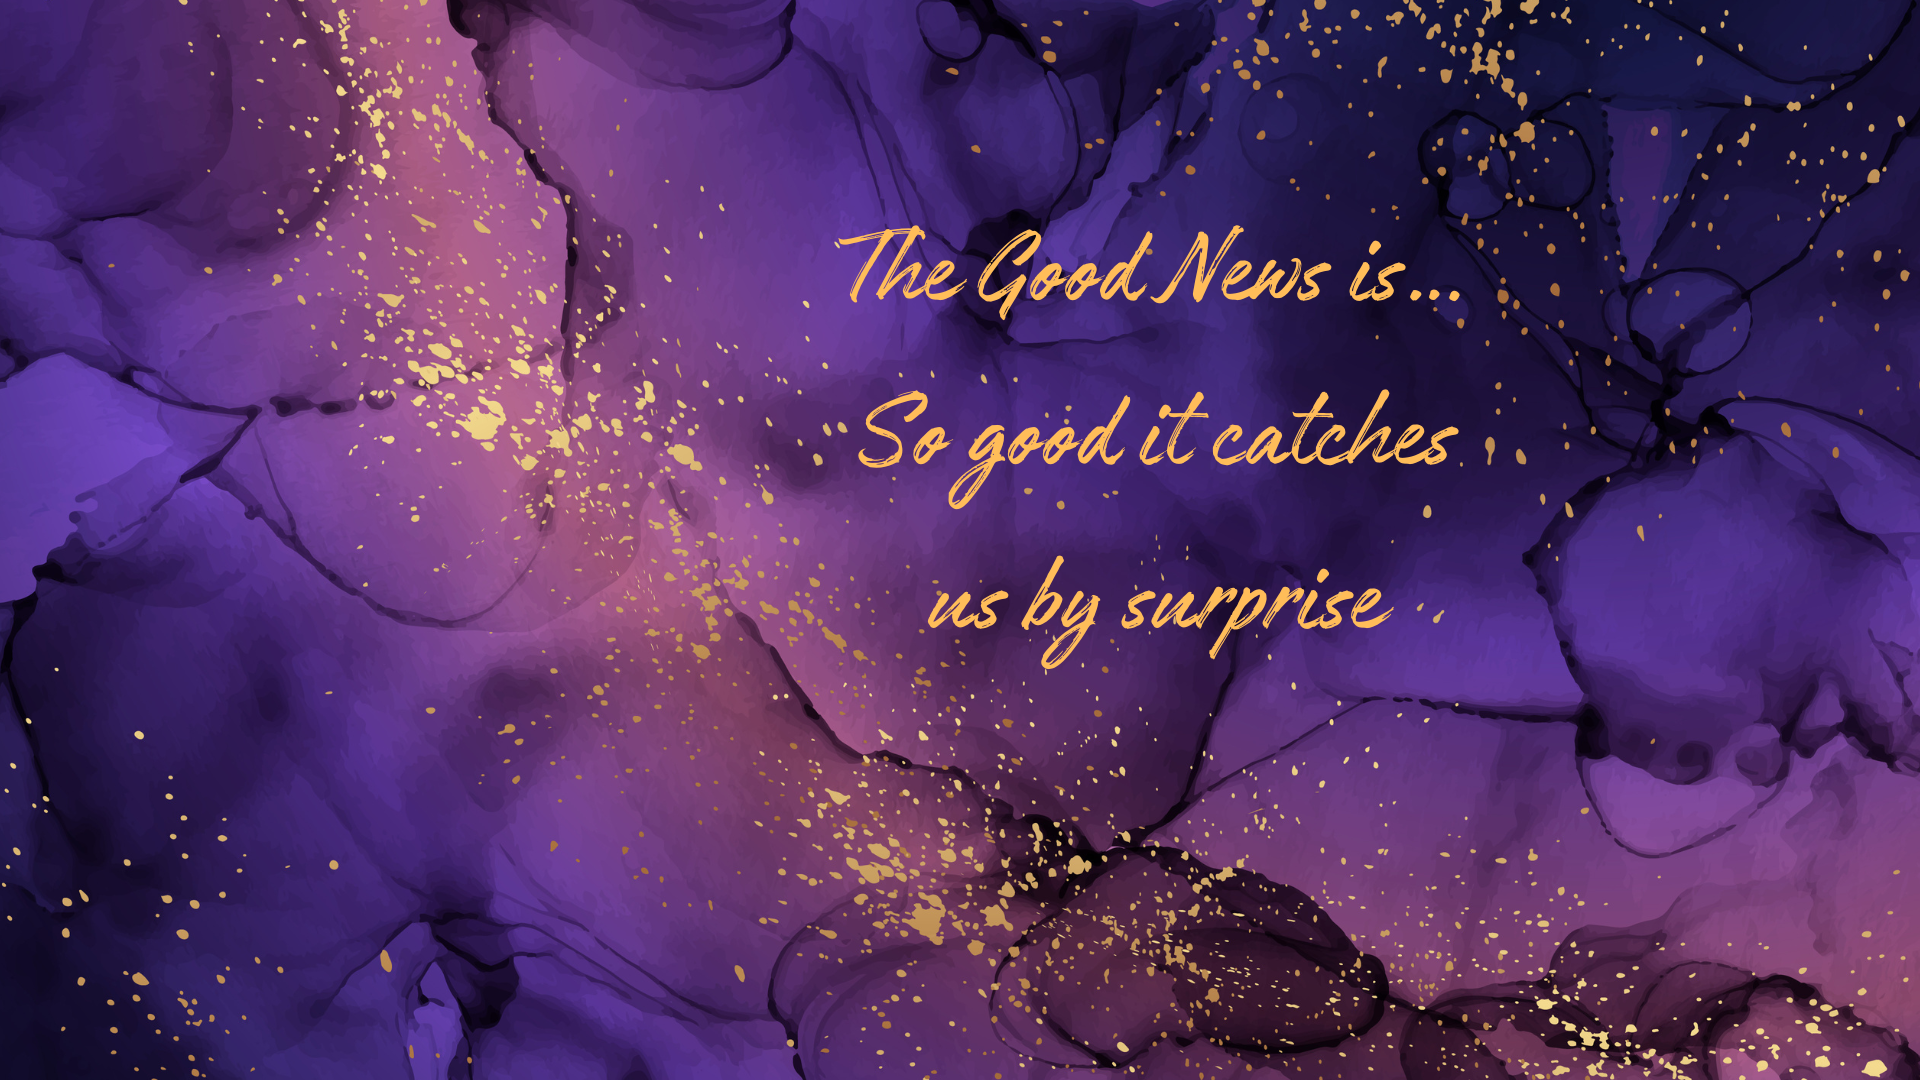 The Good News is...
So good it catches
us by surprise